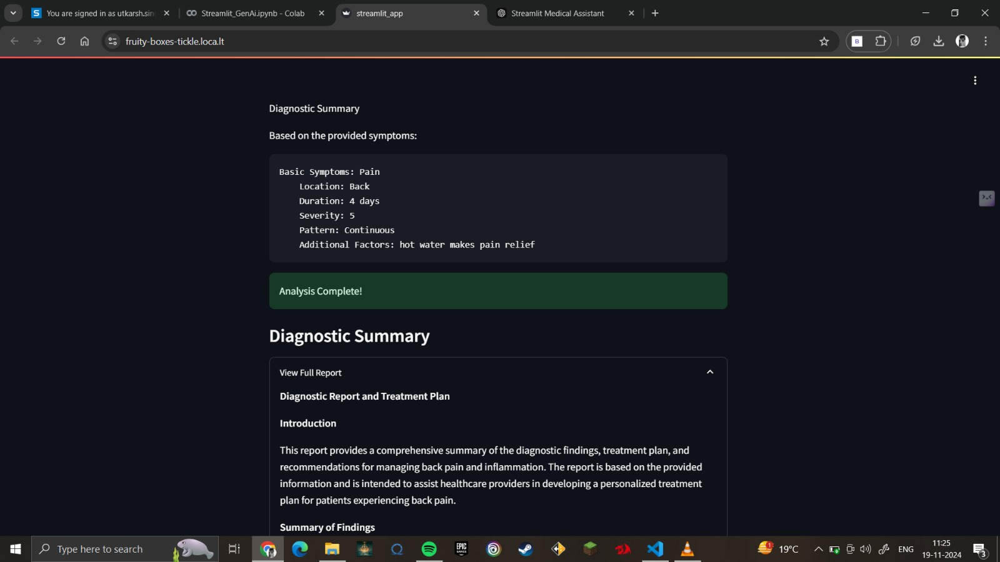 You are signed in as utkarsh.sin
Streamlit_GenAi.ipynb - Colab
streamlit_app
Streamlit Medical Assistant
fruity-boxes-tickle.loca.lt
Diagnostic Summary
Based on the provided symptoms:
Basic Symptoms: Pain
Location: Back
Duration: 4 days
Severity: 5
Pattern: Continuous
Additional Factors: hot water makes pain relief
Analysis Complete!
Diagnostic Summary
View Full Report
Diagnostic Report and Treatment Plan
Introduction
This report provides a comprehensive summary of the diagnostic findings, treatment plan, and
recommendations for managing back pain and inflammation. The report is based on the provided
information and is intended to assist healthcare providers in developing a personalized treatment
plan for patients experiencing back pain.
Summary of Findings
Type here to search
EPIC GAMES
1
19°C
ENG
11:25
19-11-2024
3